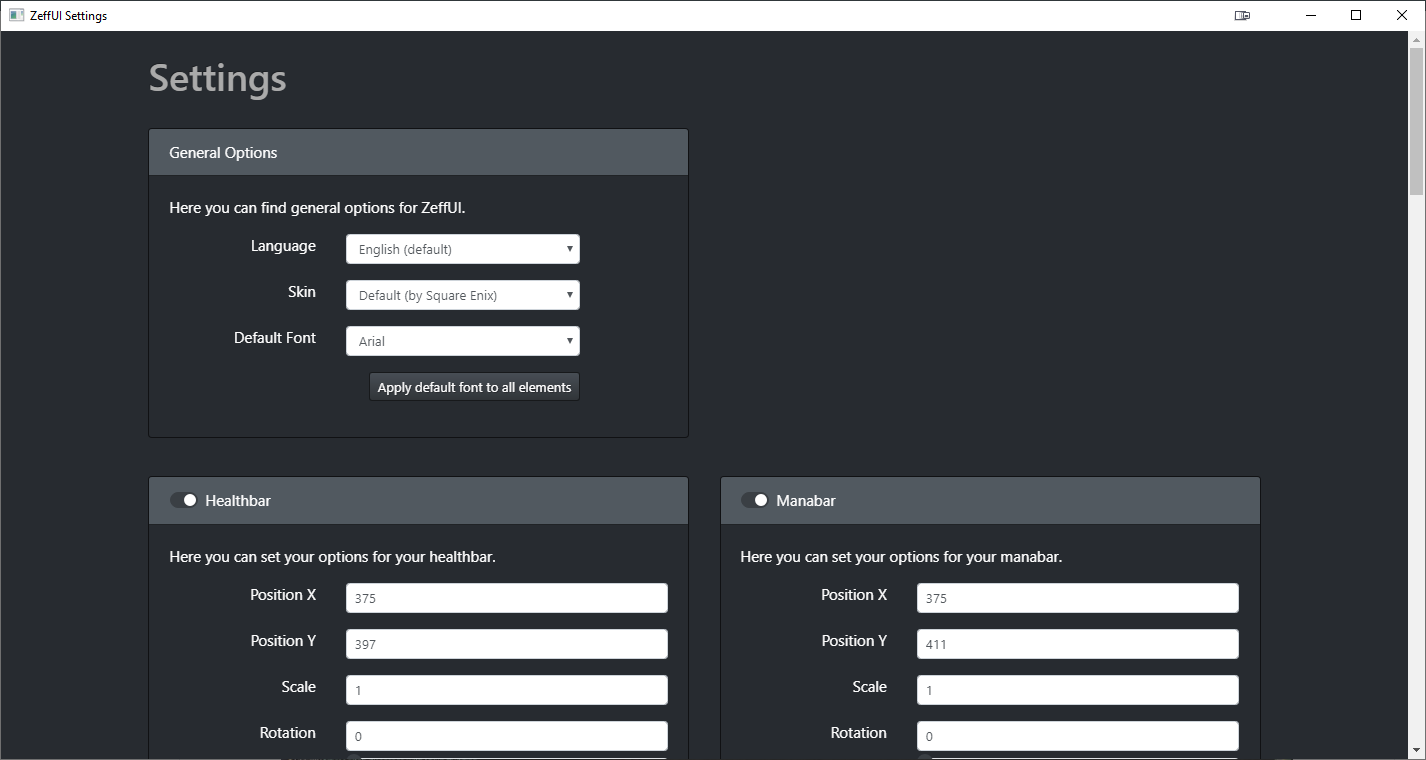 ZeffUI Settings
Settings
General Options
Here you can find general options for ZeffUI.
Language English (default)
Skin Default (by Square Enix)
Default Font Arial
Apply default font to all elements
Healthbar
Here you can set your options for your healthbar.
Position X 375
Position Y 397
Scale 1
Rotation 0
Manabar
Here you can set your options for your manabar.
Position X 375
Position Y 411
Scale 1
Rotation 0